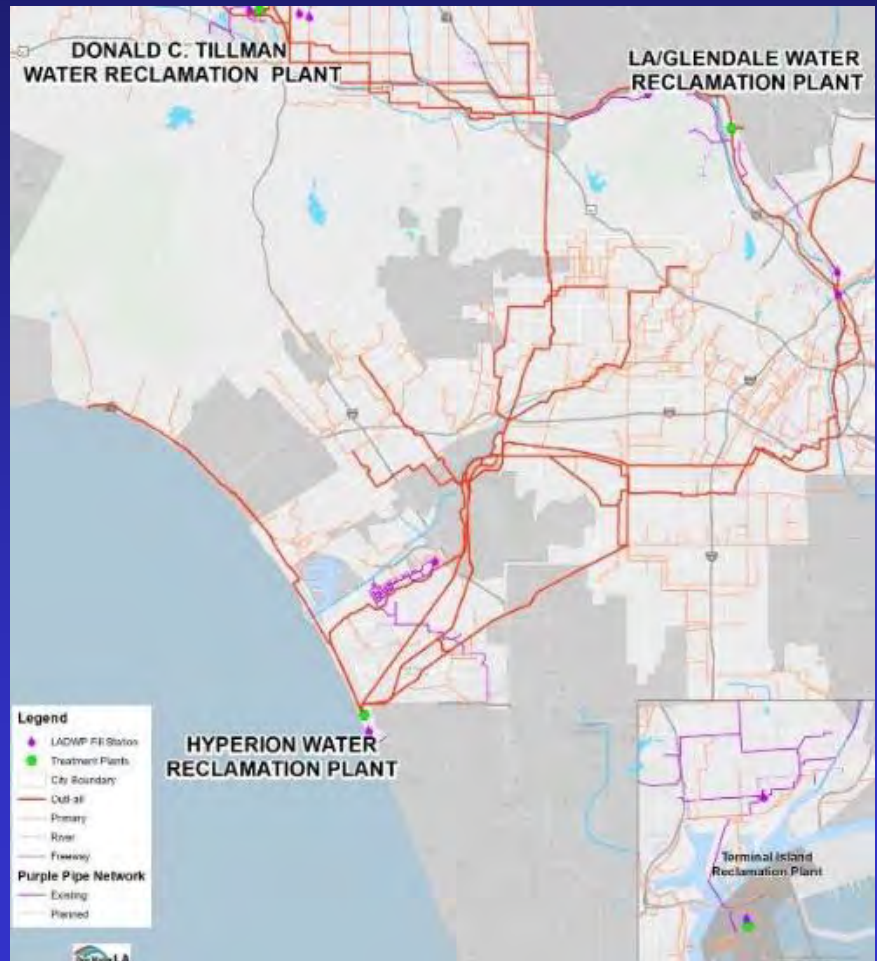 DONALD C. TILLMAN
WATER RECLAMATION PLANT
LA/GLENDALE WATER
RECLAMATION PLANT
HYPERION WATER
RECLAMATION PLANT
Legend
LADWP Fill Station
Treatment Plants
City Boundary
Outfall
Primary
River
Freeway
Purple Pipe Network
Existing
Planned
Terminal Island
Reclamation Plant